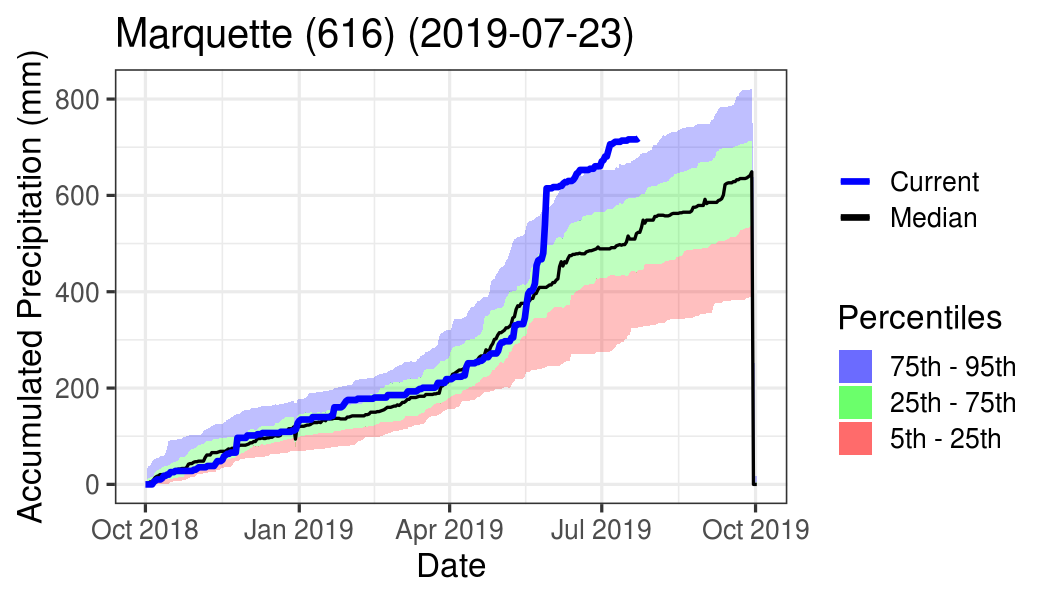 Marquette (616) (2019-07-23)
Accumulated Precipitation (mm)
800
600
400
200
0
Oct 2018
Jan 2019
Apr 2019
Jul 2019
Oct 2019
Date
Current
Median
Percentiles
75th - 95th
25th - 75th
5th - 25th